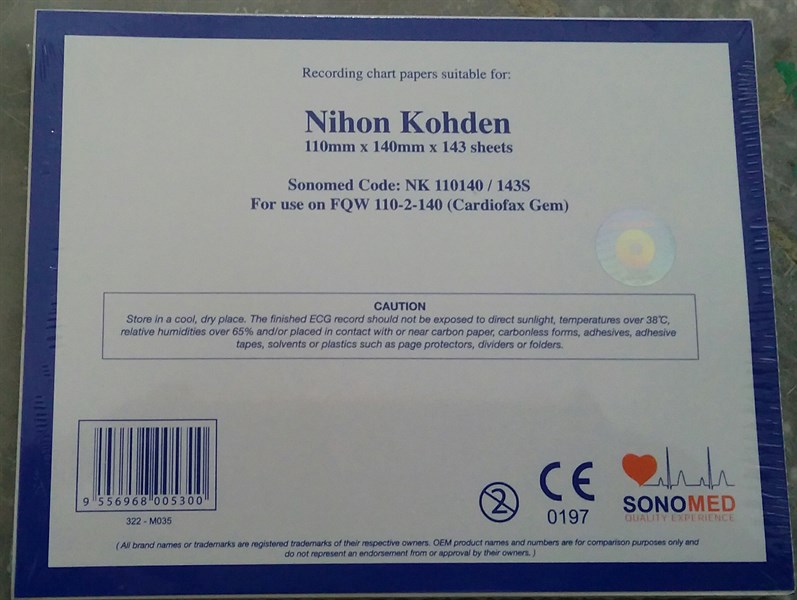 Recording chart papers suitable for:
Nihon Kohden
110mm x 140mm x 143 sheets
Sonomed Code: NK 110140 / 143S
For use on FQW 110-2-140 (Cardiofax Gem)
CAUTION
Store in a cool, dry place. The finished ECG record should not be exposed to direct sunlight, temperatures over 38℃,
relative humidities over 65% and/or placed in contact with or near carbon paper, carbonless forms, adhesives, adhesive
tapes, solvents or plastics such as page protectors, dividers or folders.
9 556968 005300
322 - M035
2
CE
0197
SONOMED
QUALITY EXPERIENCE
( All brand names or trademarks are registered trademarks of their respective owners. OEM product names and numbers are for comparison purposes only and
do not represent an endorsement from or approval by their owners. )